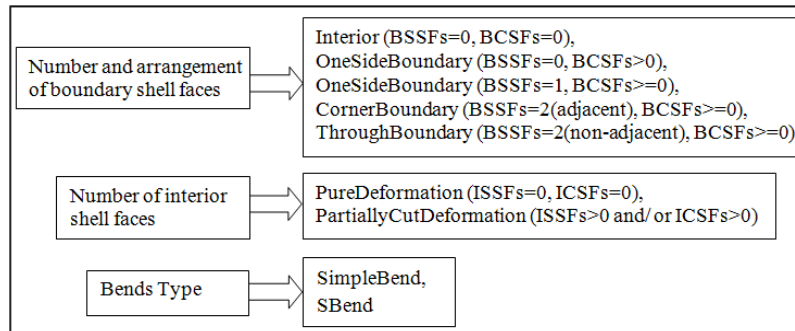 Number and arrangement
of boundary shell faces
Interior (BSSFs=0, BCSFs=0),
OneSideBoundary (BSSFs=0, BCSFs>0),
OneSideBoundary (BSSFs=1, BCSFs>=0),
CornerBoundary (BSSFs=2(adjacent), BCSFs>=0),
ThroughBoundary (BSSFs=2(non-adjacent), BCSFs>=0)
Number of interior
shell faces
PureDeformation (ISSFs=0, ICSFs=0),
PartiallyCutDeformation (ISSFs>0 and/ or ICSFs>0)
Bends Type
SimpleBend,
SBend